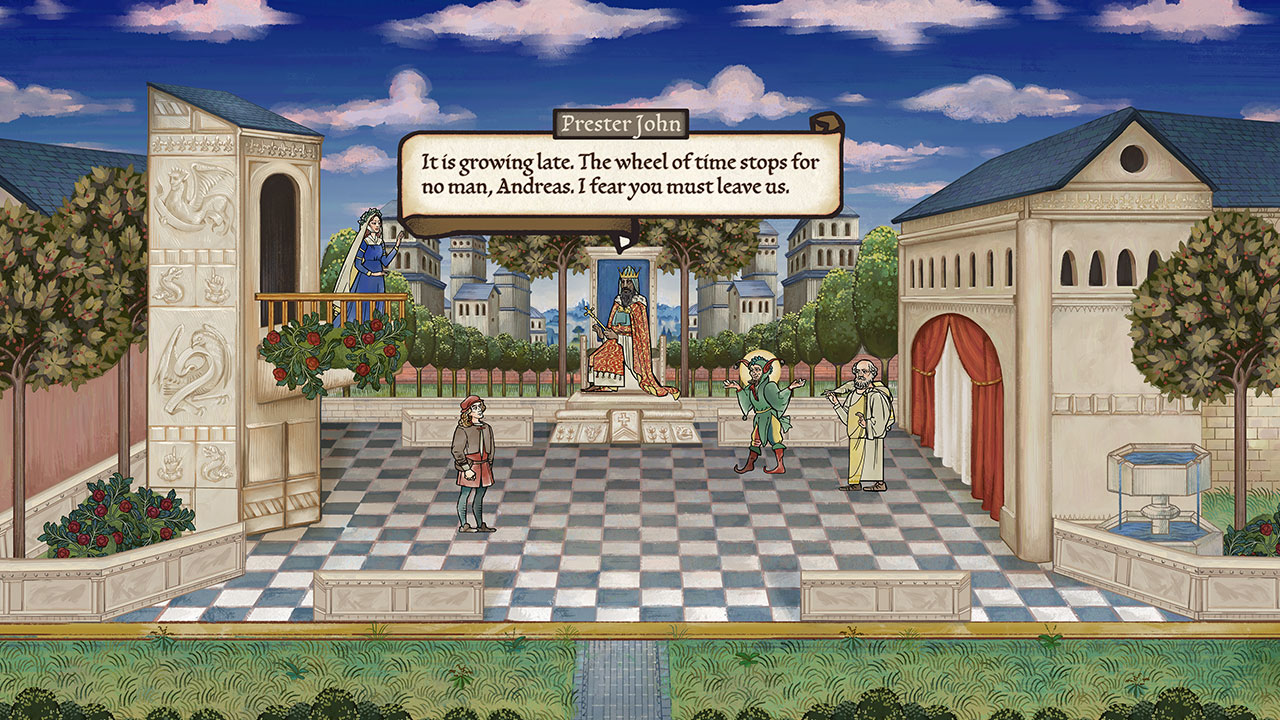 Prester John
It is growing late. The wheel of time stops for
no man, Andreas. I fear you must leave us.